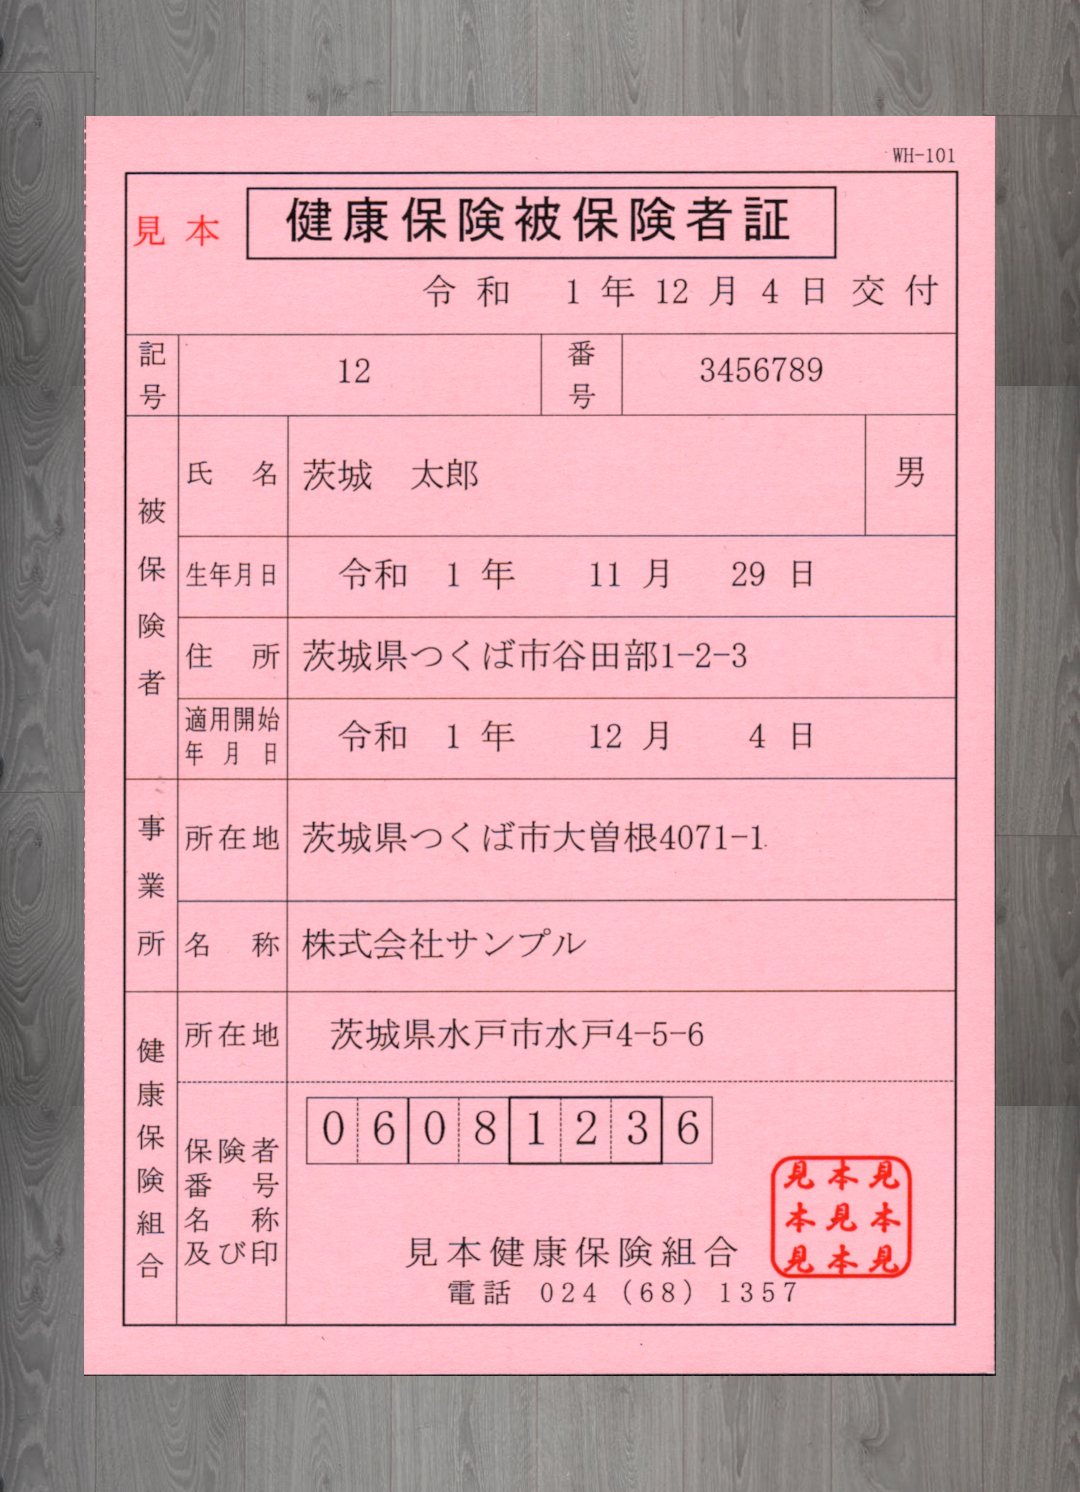 WH-101
見本 健康保険被保険者証
令和 1年 12月 4日 交付
記号 12 番号 3456789
被保険者
氏名 茨城 太郎 男
生年月日 令和 1年 11月 29日
住所 茨城県つくば市谷田部1-2-3
適用開始年月日 令和 1年 12月 4日
事業所
所在地 茨城県つくば市大曽根4071-1
名称 株式会社サンプル
健康保険組合
所在地 茨城県水戸市水戸4-5-6
保険者番号名称及び印 06081236
見本健康保険組合
電話 024 (68) 1357
見本見
本見本
見本見